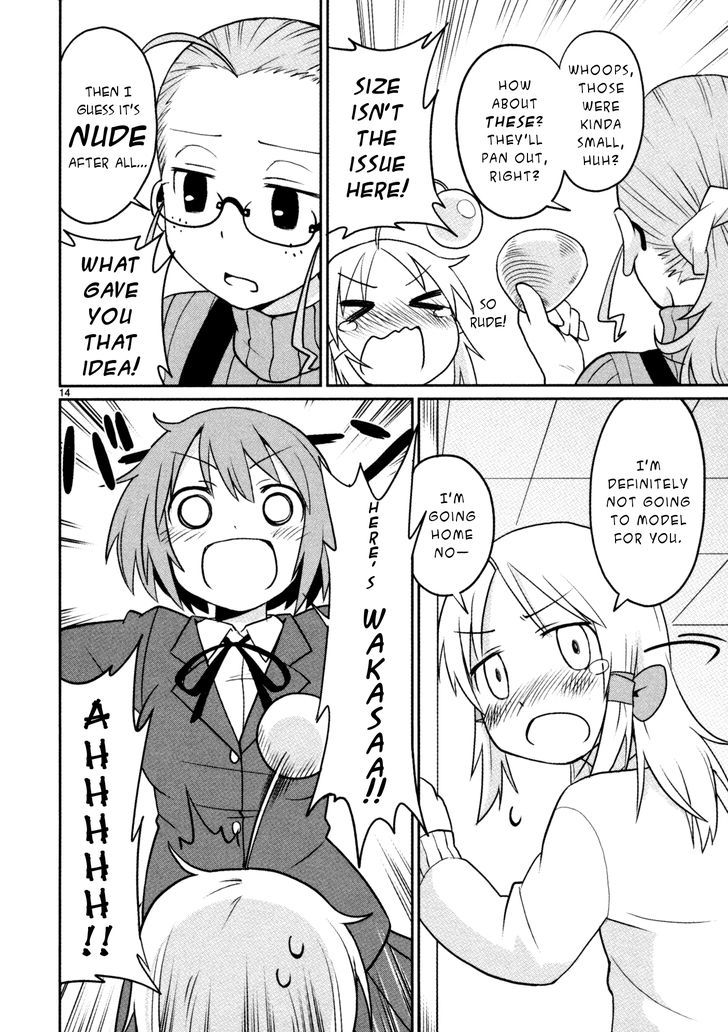 WHOOPS,
THOSE
WERE
KINDA
SMALL,
HUH?
HOW
ABOUT
THESE?
THEY'LL
PAN OUT,
RIGHT?
SIZE
ISN'T
THE
ISSUE
HERE!
SO
RUDE!
THEN I
GUESS IT'S
NUDE
AFTER ALL...
WHAT
GAVE
YOU
THAT
IDEA!
14
I'M
DEFINITELY
NOT GOING
TO MODEL
FOR YOU.
I'M
GOING
HOME
NO—
HERE'S
WAKASAA!!
AHHHHH!!